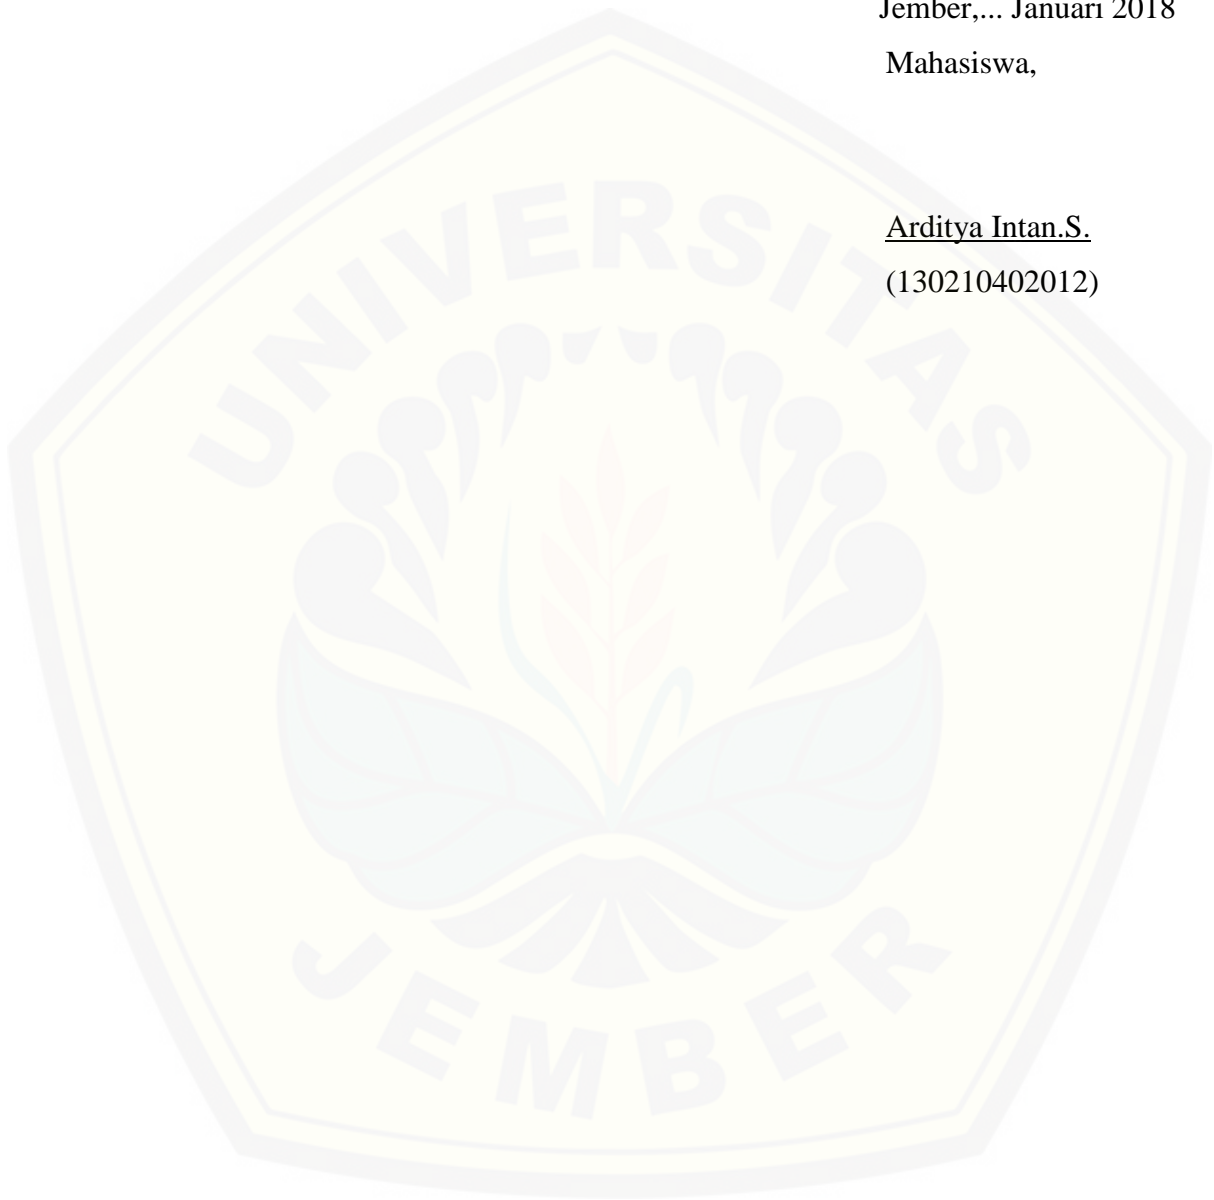 Jember,... Januari 2018
Mahasiswa,
Arditya Intan.S.
(130210402012)
UNIVERSITAS
JEMBER